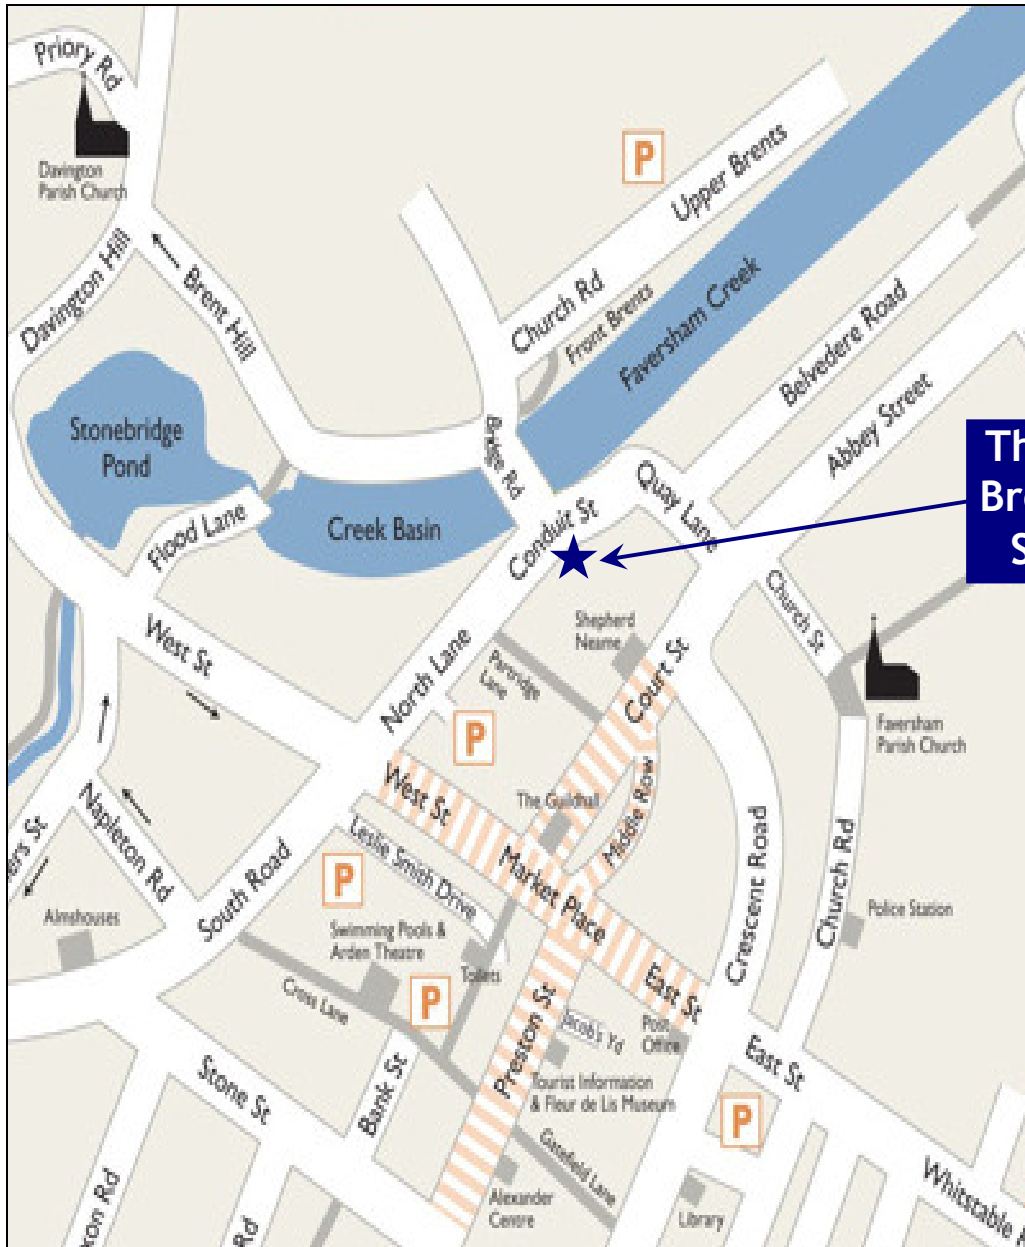 Priory Rd
Davington
Parish Church
P
Upper Brents
Davington Hill
Brent Hill
Church Rd
Front Brents
Faversham Creek
Belvedere Road
Abbey Street
Stonebridge
Pond
Bridge Rd
Quay Lane
Flood Lane
Creek Basin
Conduit St
Church St
West St
Shepherd
Neame
North Lane
Partridge
Lane
Court St
P
Faversham
Parish Church
West St
The Guildhall
Middle Row
Napleton Rd
Leslie Smith Drive
Market Place
Crescent Road
Church Rd
South Road
P
Almshouses
Swimming Pools &
Arden Theatre
Toilets
Police Station
Cross Lane
P
Preston St
East St
Jacob's Yd
Post
Office
East St
Stone St
Bank St
Tourist Information
& Fleur de Lis Museum
P
Gatefield Lane
Whitstable
Alexander
Centre
Library
Rd
Rd